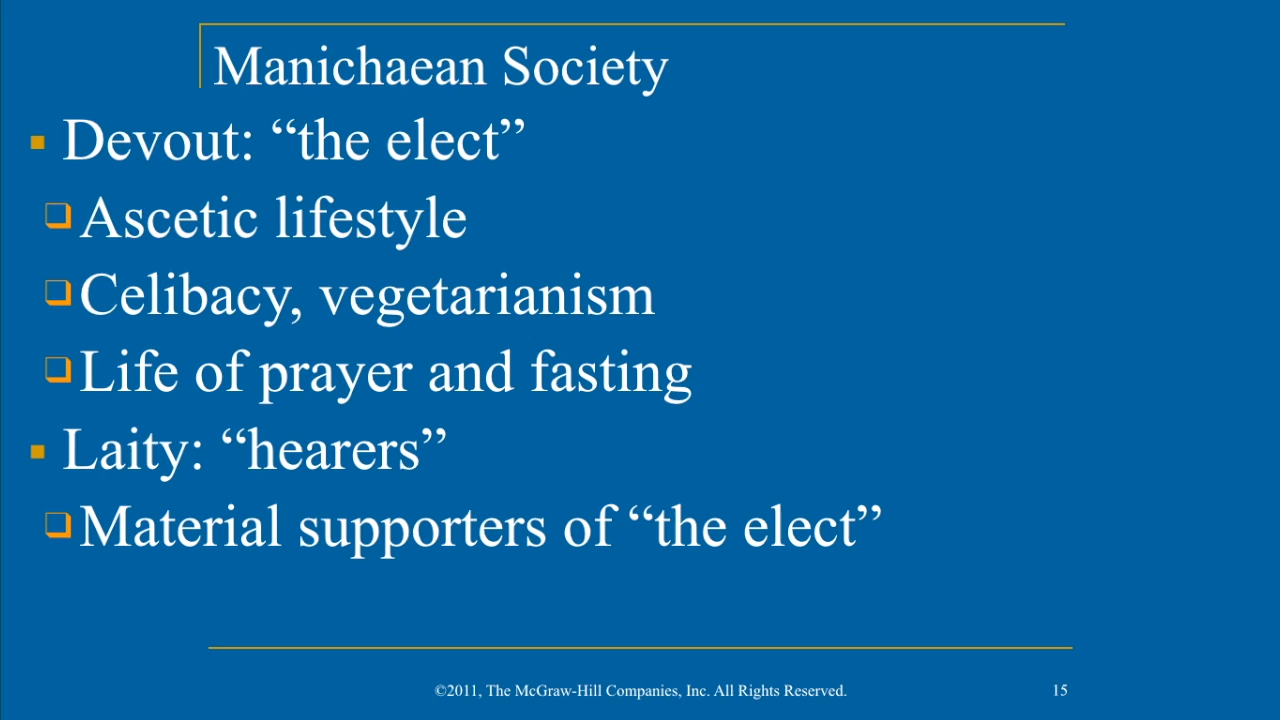 Manichaean Society
▪ Devout: “the elect”
❑ Ascetic lifestyle
❑ Celibacy, vegetarianism
❑ Life of prayer and fasting
▪ Laity: “hearers”
❑ Material supporters of “the elect”
©2011, The McGraw-Hill Companies, Inc. All Rights Reserved. 15